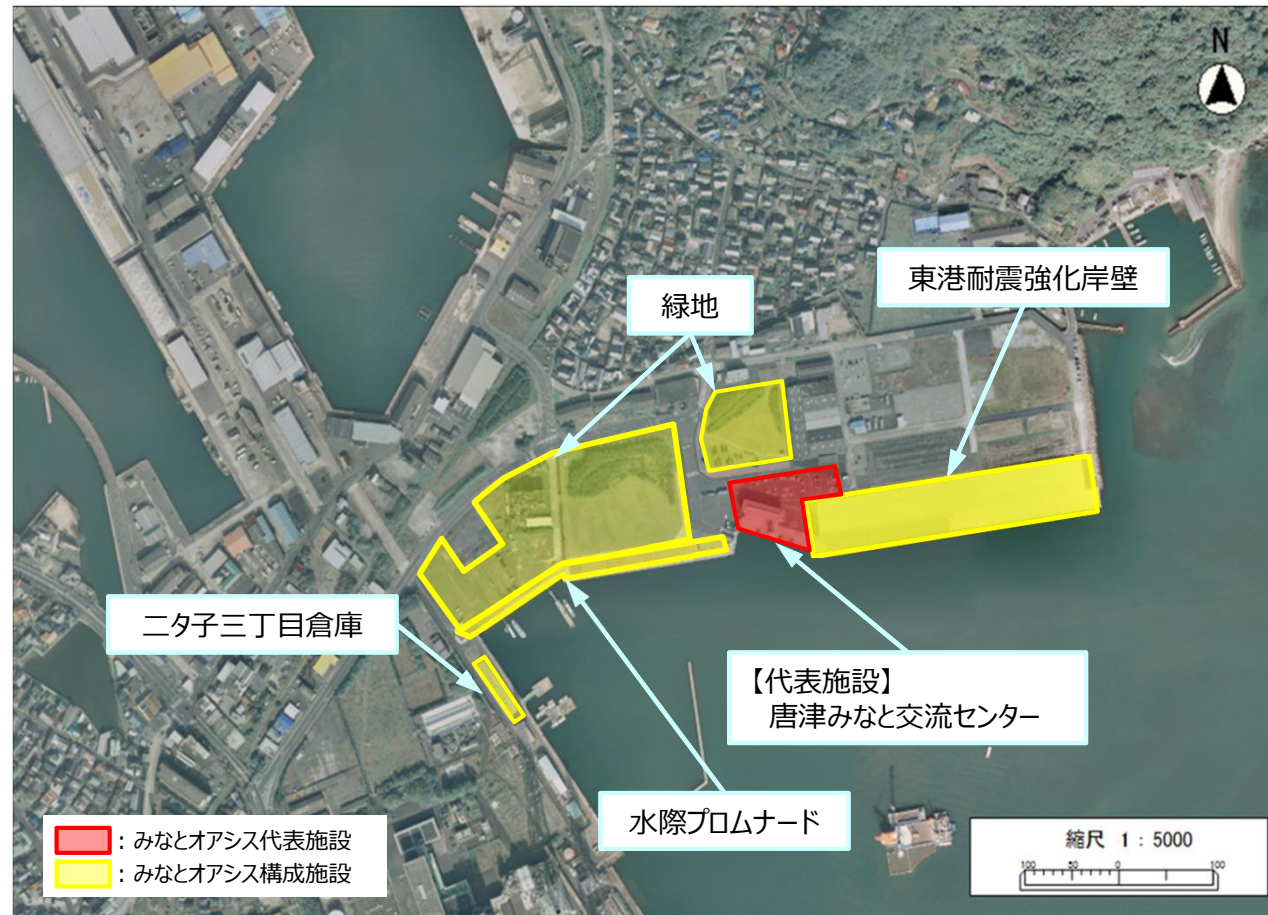 N
東港耐震強化岸壁
緑地
二タ子三丁目倉庫
【代表施設】
唐津みなと交流センター
水際プロムナード
：みなとオアシス代表施設
：みなとオアシス構成施設
縮尺 1：5000
100 50 0 100